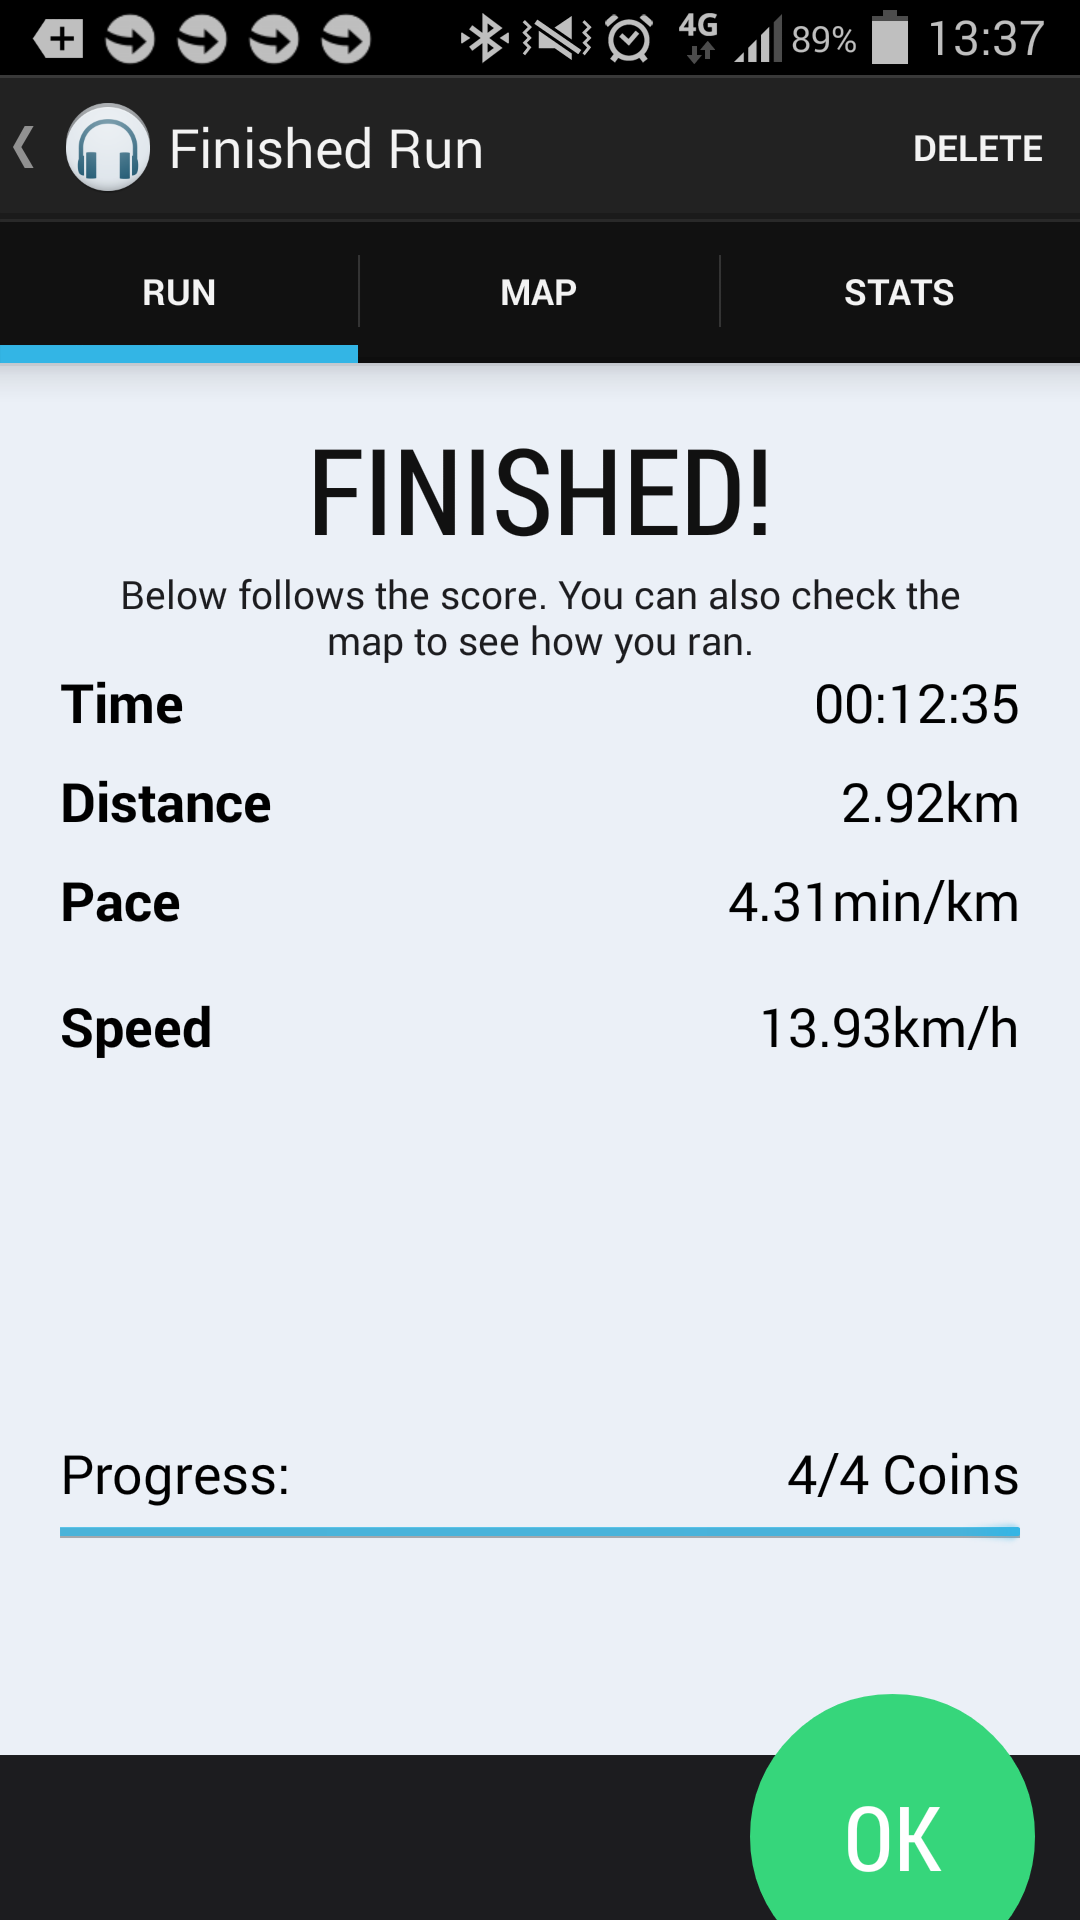 4G 89% 13:37
Finished Run DELETE
RUN MAP STATS
FINISHED!
Below follows the score. You can also check the
map to see how you ran.
Time 00:12:35
Distance 2.92km
Pace 4.31min/km
Speed 13.93km/h
Progress: 4/4 Coins
OK